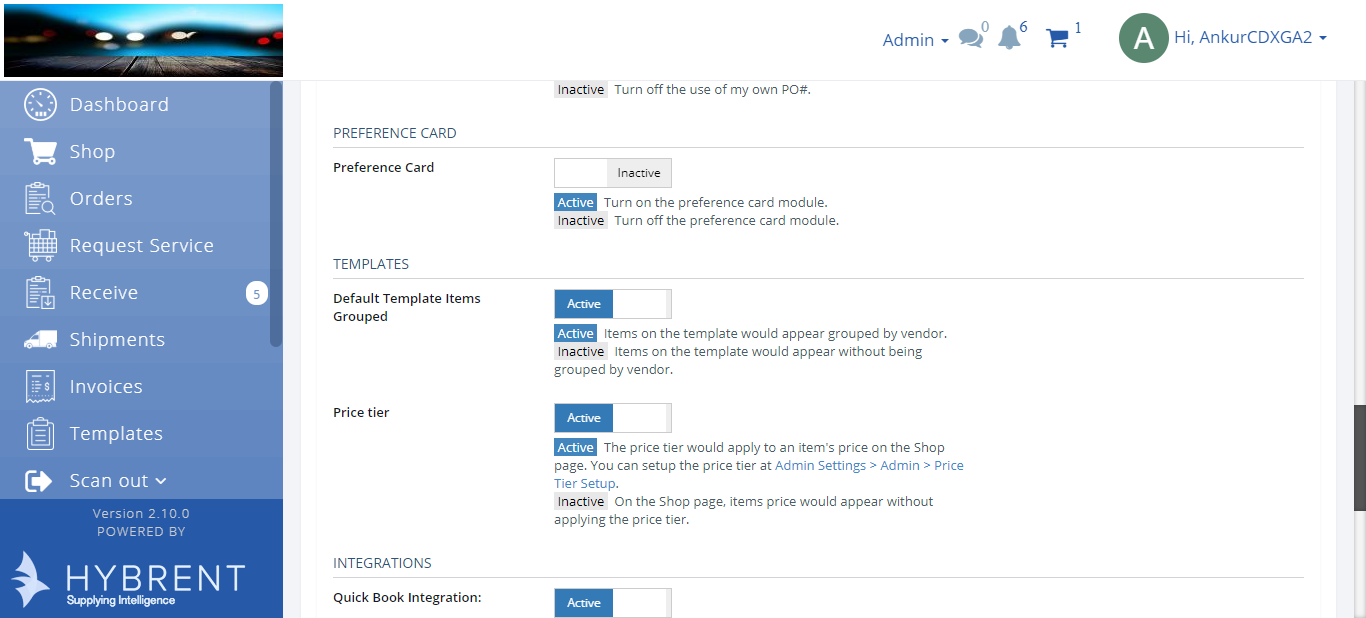 Admin
0
6
1
A
Hi, AnkurCDXGA2
Dashboard
Shop
Orders
Request Service
Receive
5
Shipments
Invoices
Templates
Scan out
Version 2.10.0
POWERED BY
HYBRENT
Supplying Intelligence
Inactive Turn off the use of my own PO#.
PREFERENCE CARD
Preference Card
Inactive
Active Turn on the preference card module.
Inactive Turn off the preference card module.
TEMPLATES
Default Template Items
Grouped
Active
Active Items on the template would appear grouped by vendor.
Inactive Items on the template would appear without being
grouped by vendor.
Price tier
Active
Active The price tier would apply to an item's price on the Shop
page. You can setup the price tier at Admin Settings > Admin > Price
Tier Setup.
Inactive On the Shop page, items price would appear without
applying the price tier.
INTEGRATIONS
Quick Book Integration:
Active